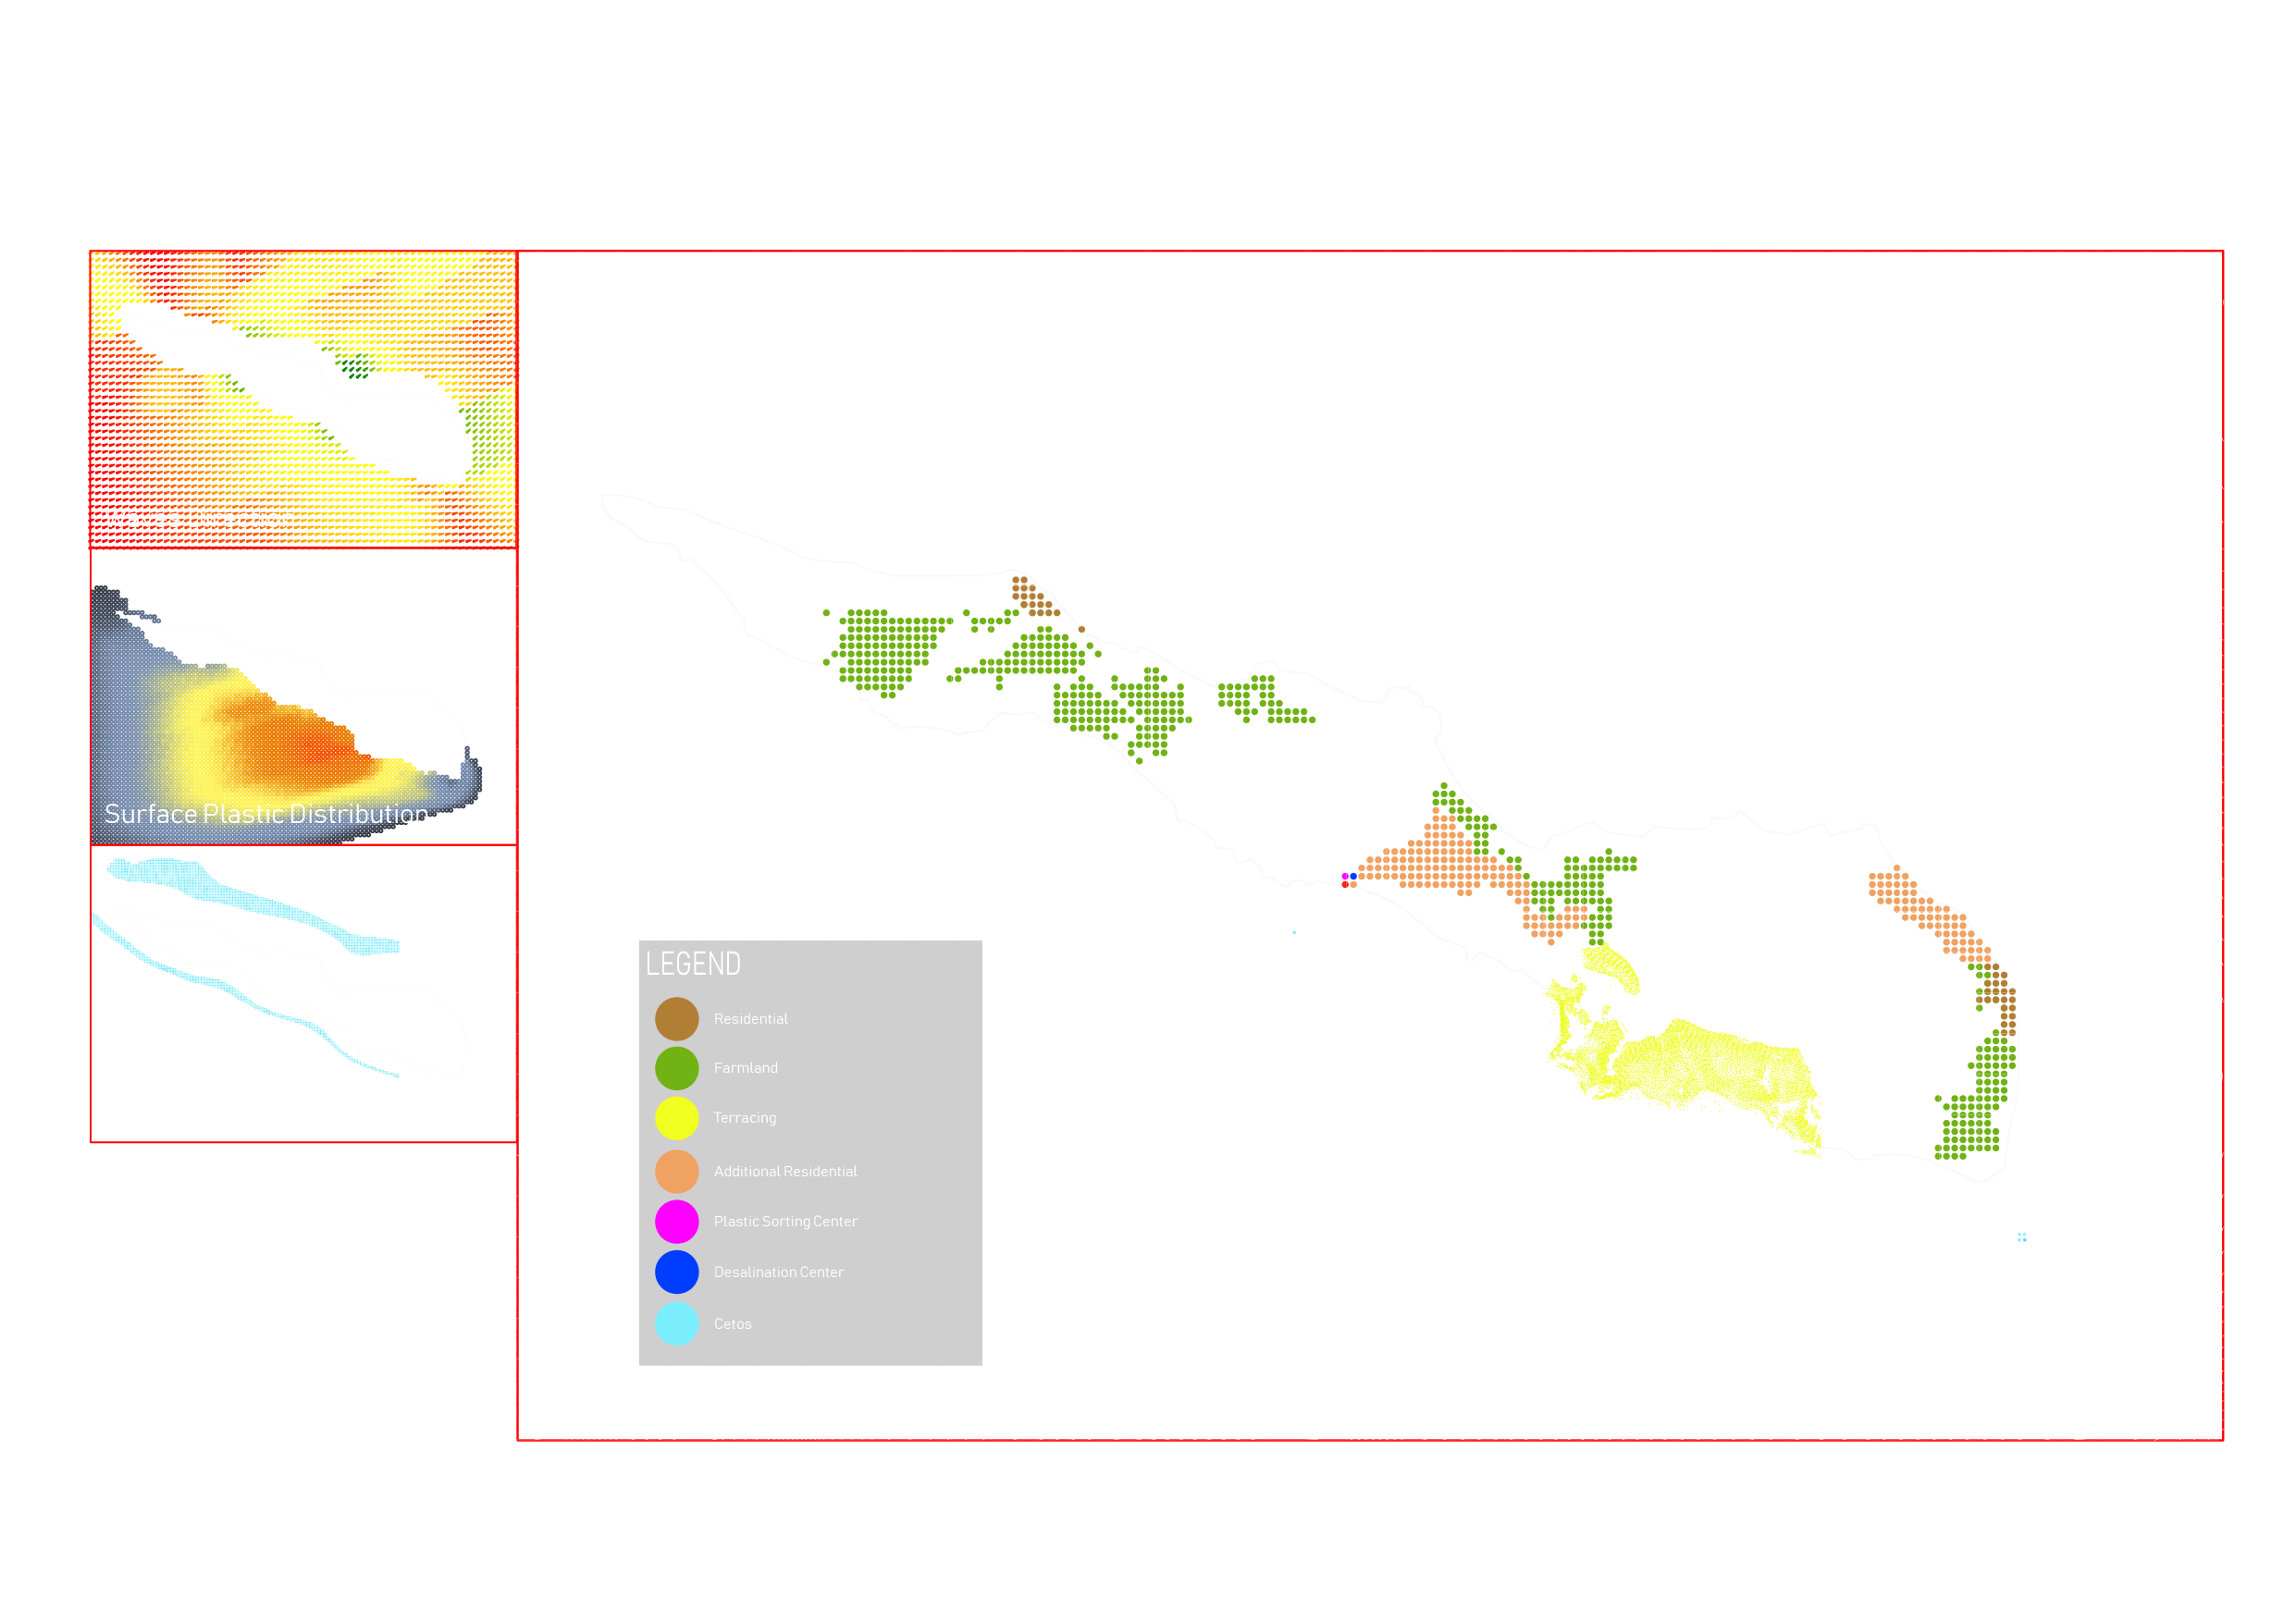 Waves Direction
Surface Plastic Distribution
LEGEND
Residential
Farmland
Terracing
Additional Residential
Plastic Sorting Center
Desalination Center
Cetos